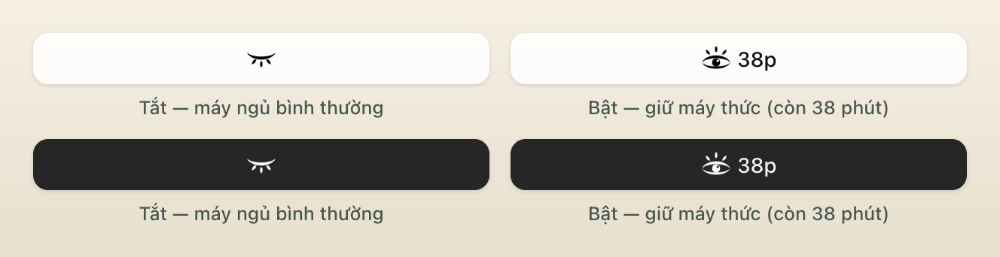 38p
Tắt — máy ngủ bình thường
Bật — giữ máy thức (còn 38 phút)
38p
Tắt — máy ngủ bình thường
Bật — giữ máy thức (còn 38 phút)